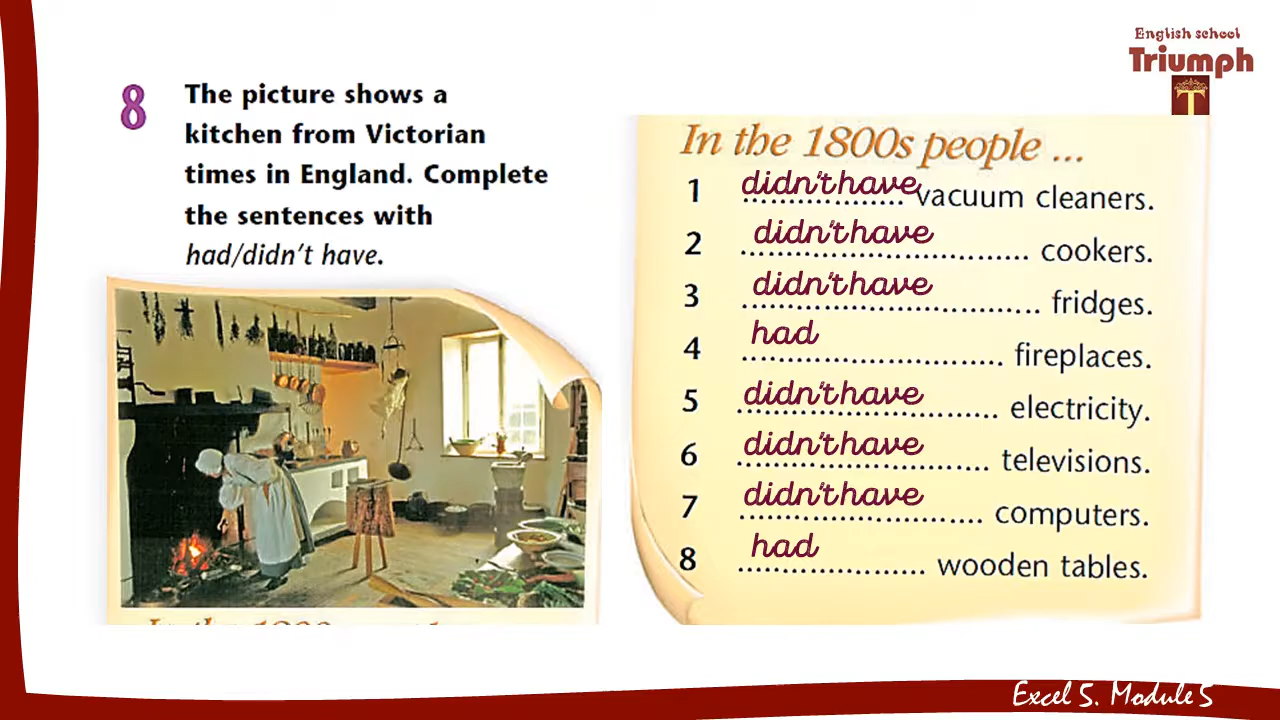 English school
Triumph
T
8 The picture shows a
kitchen from Victorian
times in England. Complete
the sentences with
had/didn't have.
In the 1800s people ...
1 didn't have vacuum cleaners.
2 didn't have cookers.
3 didn't have fridges.
4 had fireplaces.
5 didn't have electricity.
6 didn't have televisions.
7 didn't have computers.
8 had wooden tables.
Excel 5. Module 5